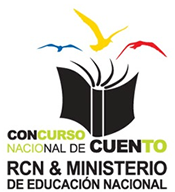 CONCURSO
NACIONAL DE CUENTO
RCN & MINISTERIO
DE EDUCACIÓN NACIONAL